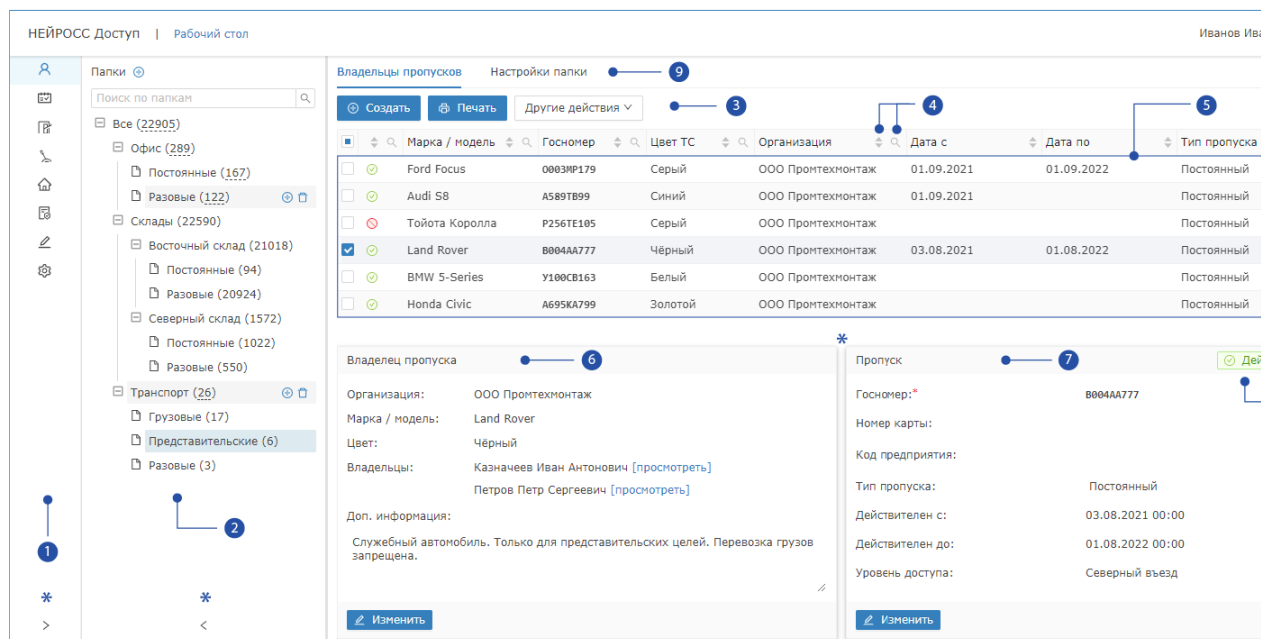 НЕЙРОСС Доступ | Рабочий стол Иванов Ива
Папки
Поиск по папкам
Все (22905)
Офис (289)
Постоянные (167)
Разовые (122)
Склады (22590)
Восточный склад (21018)
Постоянные (94)
Разовые (20924)
Северный склад (1572)
Постоянные (1022)
Разовые (550)
Транспорт (26)
Грузовые (17)
Представительские (6)
Разовые (3)
1
2
* *
> <
Владельцы пропусков Настройки папки 9
Создать Печать Другие действия 3 4 5
Марка / модель Госномер Цвет ТС Организация Дата с Дата по Тип пропуска
Ford Focus О003МР179 Серый ООО Промтехмонтаж 01.09.2021 01.09.2022 Постоянный
Audi S8 А589ТВ99 Синий ООО Промтехмонтаж 01.09.2021 Постоянный
Тойота Королла Р256ТЕ105 Серый ООО Промтехмонтаж Постоянный
Land Rover В004АА777 Чёрный ООО Промтехмонтаж 03.08.2021 01.08.2022 Постоянный
BMW 5-Series У100СВ163 Белый ООО Промтехмонтаж Постоянный
Honda Civic А695КА799 Золотой ООО Промтехмонтаж Постоянный
*
Владелец пропуска 6
Организация: ООО Промтехмонтаж
Марка / модель: Land Rover
Цвет: Чёрный
Владельцы: Казначеев Иван Антонович [просмотреть]
Петров Петр Сергеевич [просмотреть]
Доп. информация:
Служебный автомобиль. Только для представительских целей. Перевозка грузов
запрещена.
Изменить
Пропуск 7 Дей
Госномер:* В004АА777
Номер карты:
Код предприятия:
Тип пропуска: Постоянный
Действителен с: 03.08.2021 00:00
Действителен до: 01.08.2022 00:00
Уровень доступа: Северный въезд
Изменить